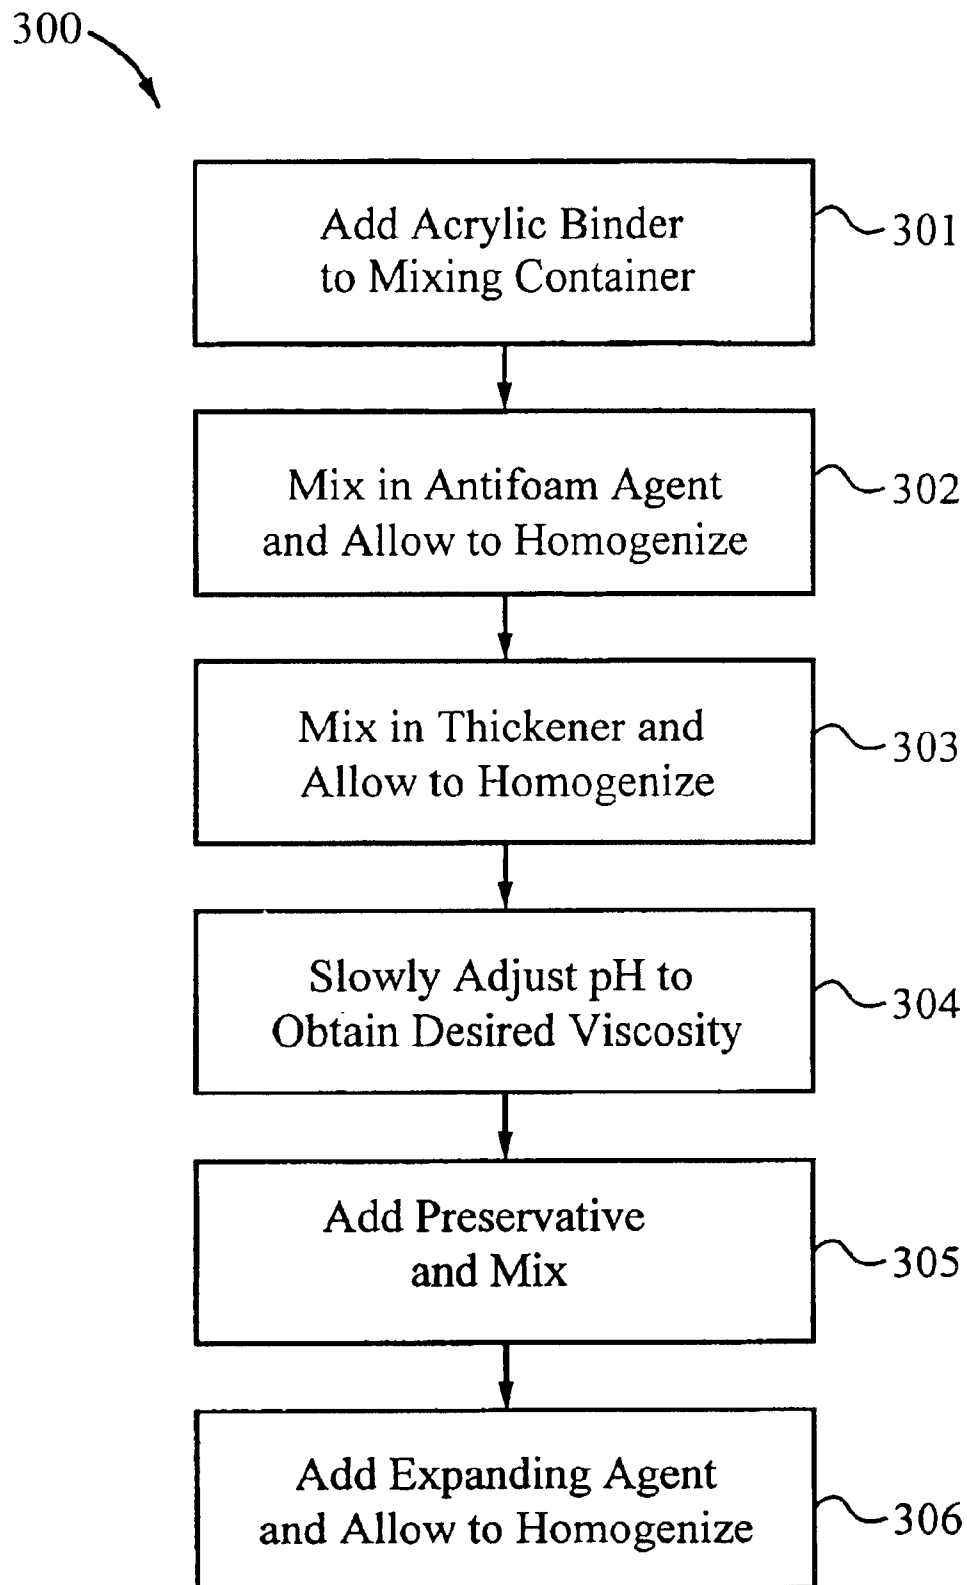 300
Add Acrylic Binder
to Mixing Container
301
Mix in Antifoam Agent
and Allow to Homogenize
302
Mix in Thickener and
Allow to Homogenize
303
Slowly Adjust pH to
Obtain Desired Viscosity
304
Add Preservative
and Mix
305
Add Expanding Agent
and Allow to Homogenize
306